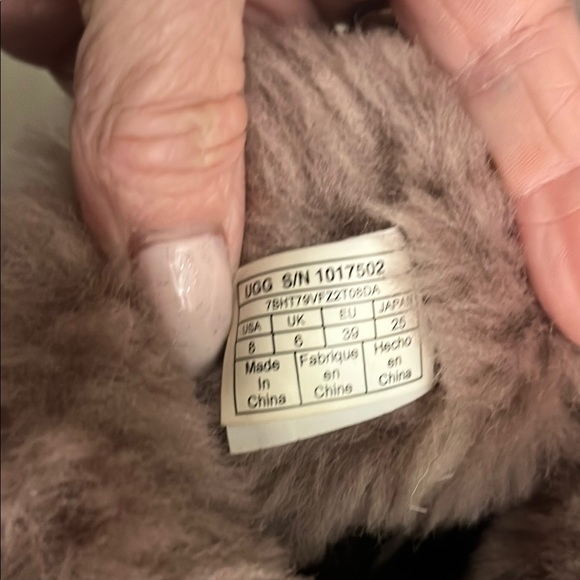 UGG S/N 1017502
7SHT79VFZ2T08DA
USA UK EU JAPAN
8 6 39 25
Made Fabrique Hecho
In en en
China Chine China